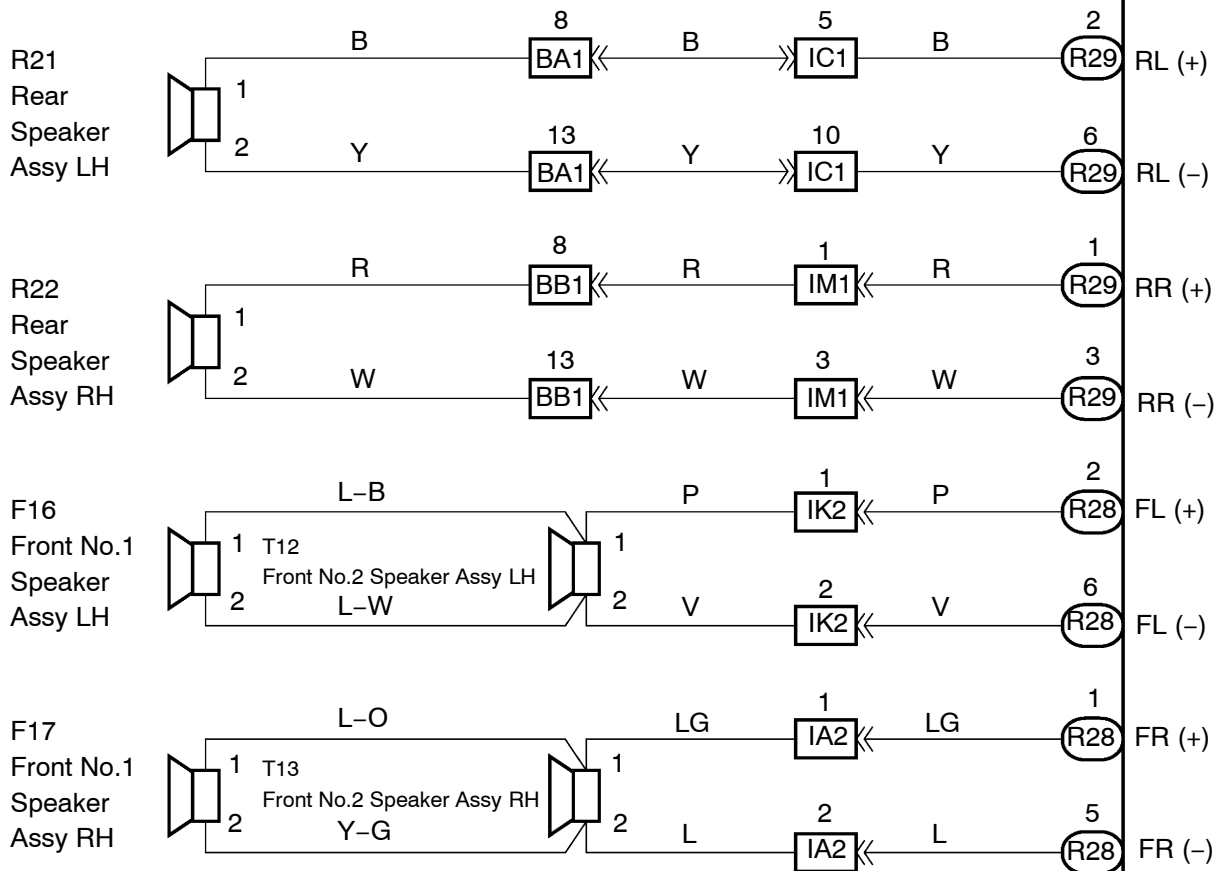 8 5 2
B B B
R21
Rear
Speaker
Assy LH
BA1 IC1 R29 RL (+)
1
2
13 10 6
Y Y Y
BA1 IC1 R29 RL (−)
8 1 1
R R R
R22
Rear
Speaker
Assy RH
BB1 IM1 R29 RR (+)
1
2
13 3 3
W W W
BB1 IM1 R29 RR (−)
1 2
L−B P P
F16
Front No.1
Speaker
Assy LH
IK2 R28 FL (+)
1 T12 1
Front No.2 Speaker Assy LH
2 2
2 6
L−W V V
IK2 R28 FL (−)
1 1
L−O LG LG
F17
Front No.1
Speaker
Assy RH
IA2 R28 FR (+)
1 T13 1
Front No.2 Speaker Assy RH
2 2
2 5
Y−G L L
IA2 R28 FR (−)